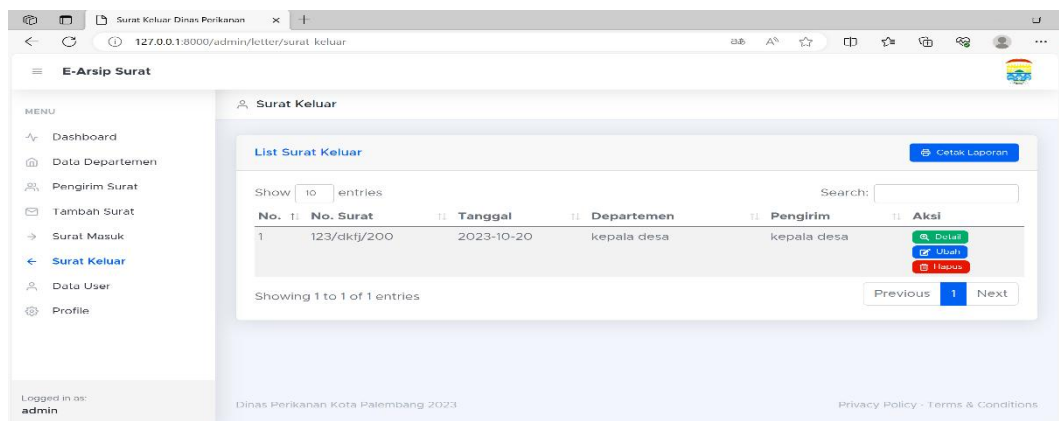 Surat Keluar Dinas Perikanan
127.0.0.1:8000/admin/letter/surat-keluar
E-Arsip Surat
MENU
Dashboard
Data Departemen
Pengirim Surat
Tambah Surat
Surat Masuk
Surat Keluar
Data User
Profile
Logged in as:
admin
Surat Keluar
List Surat Keluar
Cetak Laporan
Show 10 entries
Search:
No. No. Surat Tanggal Departemen Pengirim Aksi
1 123/dkfj/200 2023-10-20 kepala desa kepala desa Detail
Ubah
Hapus
Showing 1 to 1 of 1 entries
Previous 1 Next
Dinas Perikanan Kota Palembang 2023
Privacy Policy · Terms & Conditions